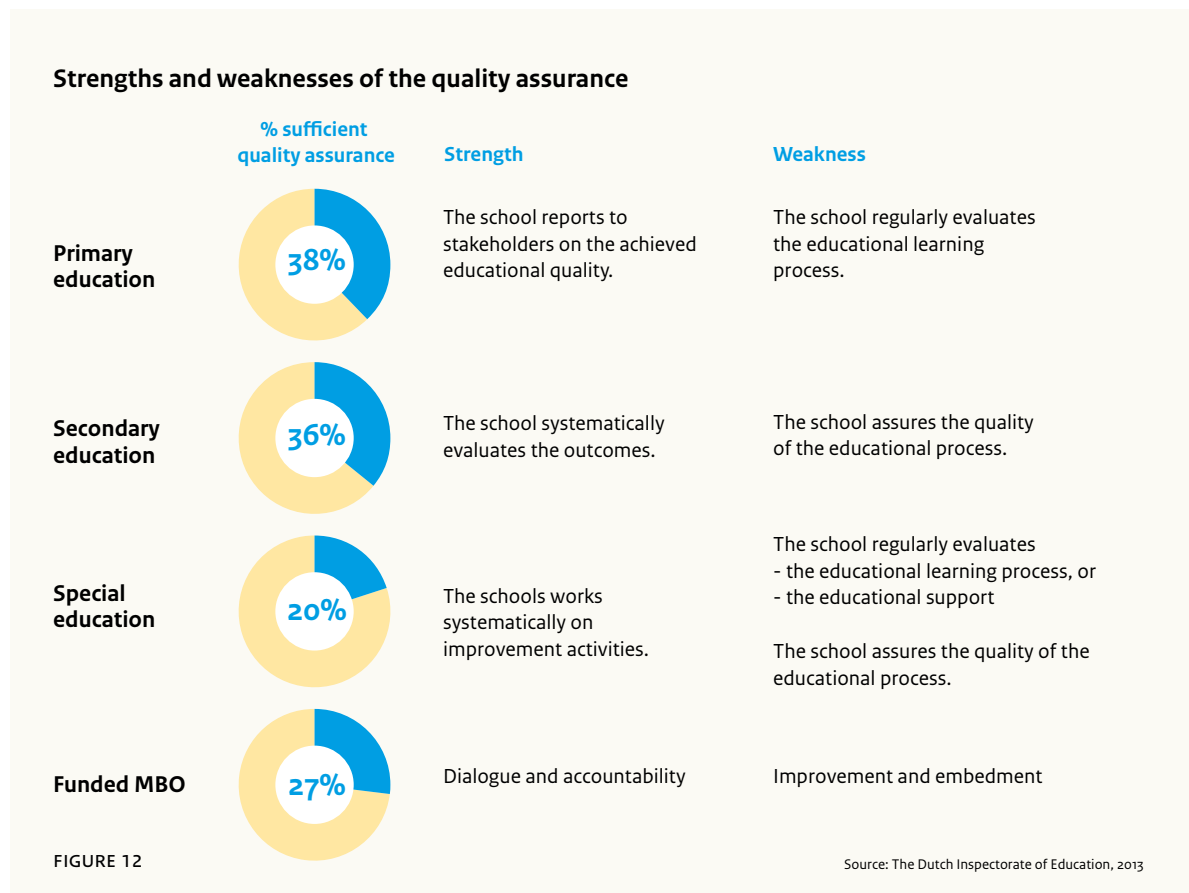 Strengths and weaknesses of the quality assurance
% sufficient
quality assurance
Strength
Weakness
Primary
education
38%
The school reports to
stakeholders on the achieved
educational quality.
The school regularly evaluates
the educational learning
process.
Secondary
education
36%
The school systematically
evaluates the outcomes.
The school assures the quality
of the educational process.
Special
education
20%
The schools works
systematically on
improvement activities.
The school regularly evaluates
- the educational learning process, or
- the educational support
The school assures the quality of the
educational process.
Funded MBO
27%
Dialogue and accountability
Improvement and embedment
FIGURE 12
Source: The Dutch Inspectorate of Education, 2013